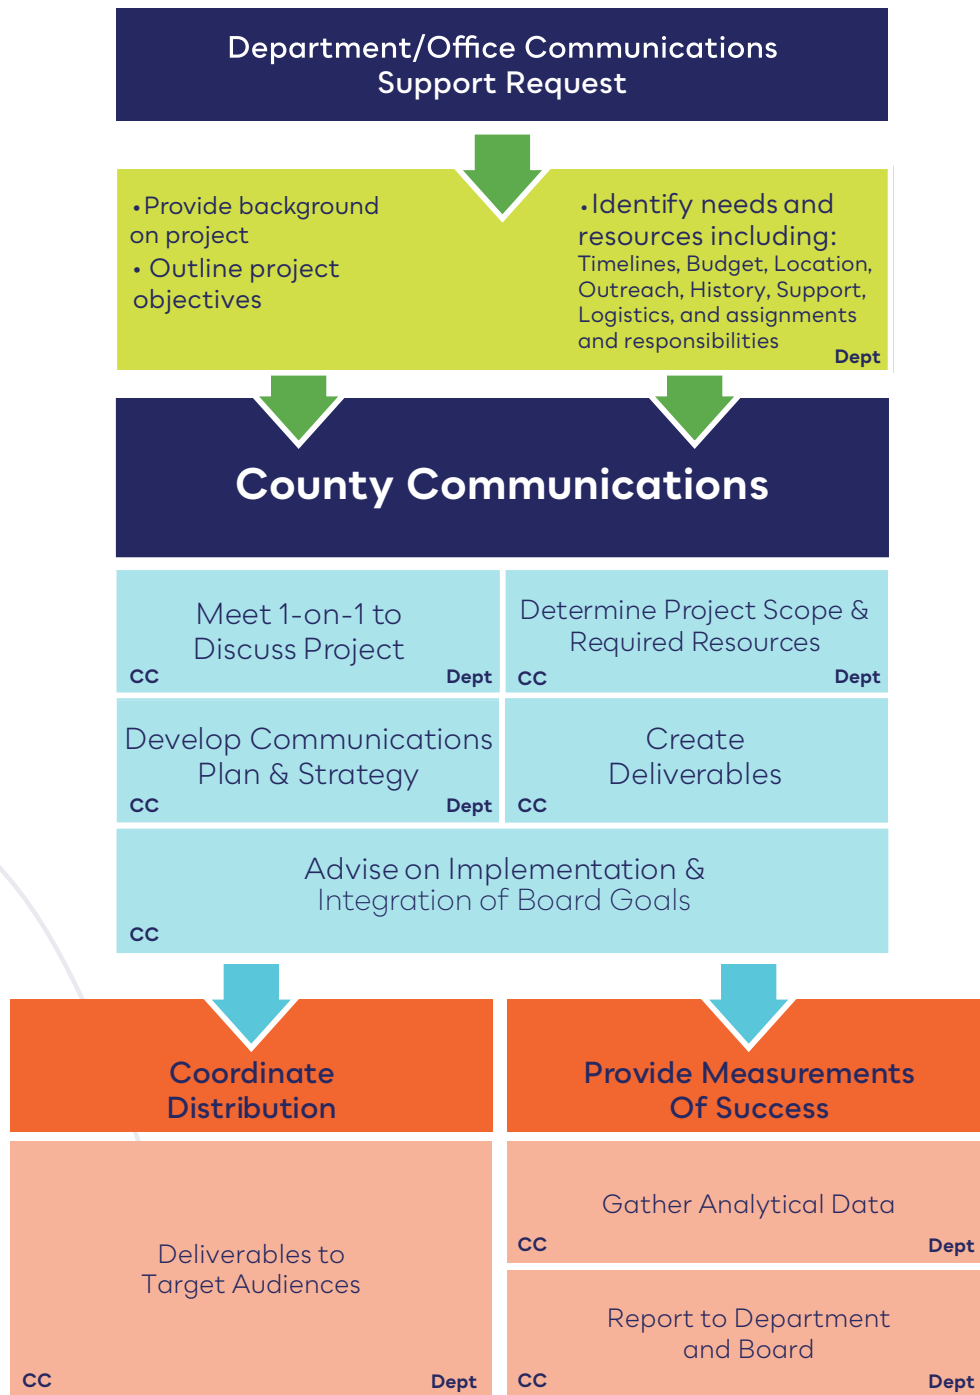 Department/Office Communications
Support Request
• Provide background
on project
• Outline project
objectives
• Identify needs and
resources including:
Timelines, Budget, Location,
Outreach, History, Support,
Logistics, and assignments
and responsibilities
Dept
County Communications
Meet 1-on-1 to
Discuss Project
CC
Dept
Determine Project Scope &
Required Resources
CC
Dept
Develop Communications
Plan & Strategy
CC
Dept
Create
Deliverables
CC
Advise on Implementation &
Integration of Board Goals
CC
Coordinate
Distribution
Deliverables to
Target Audiences
CC
Dept
Provide Measurements
Of Success
Gather Analytical Data
CC
Dept
Report to Department
and Board
CC
Dept